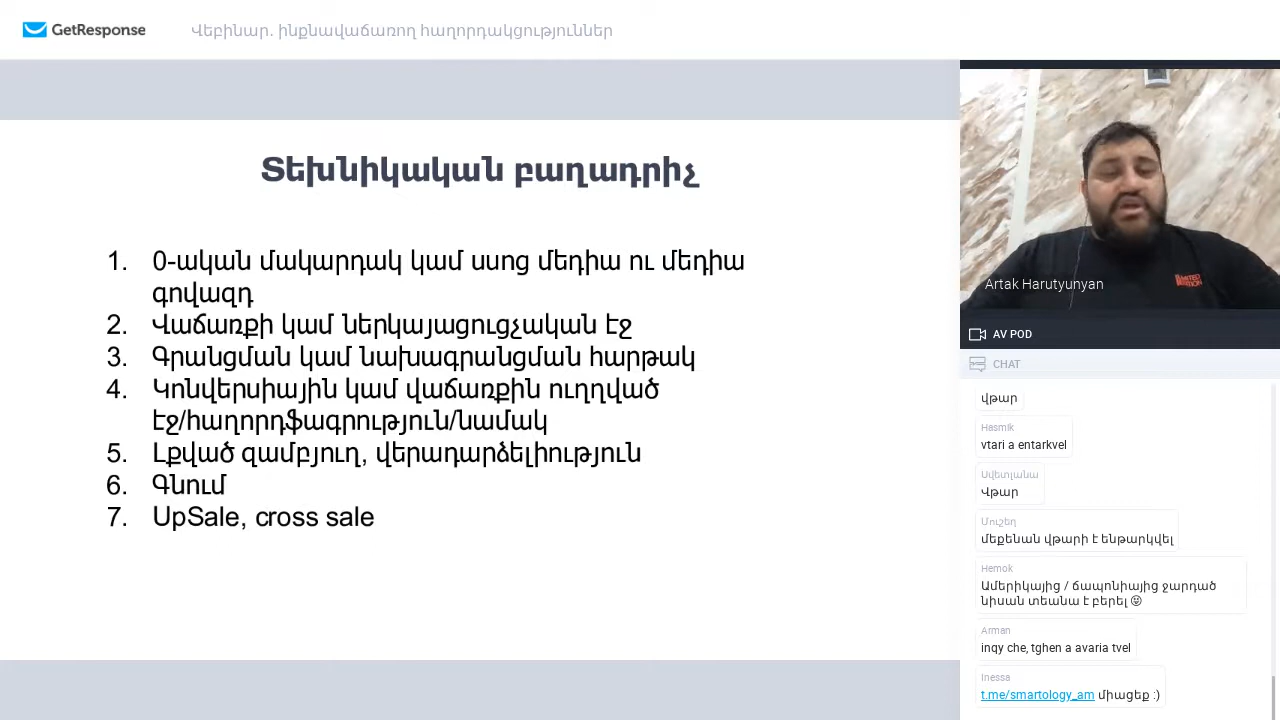 GetResponse
Վեբինար. ինքնավաճառող հաղորդակցություններ
Տեխնիկական բաղադրիչ
1. 0-ական մակարդակ կամ սսոց մեդիա ու մեդիա
գովազդ
2. Վաճառքի կամ ներկայացուցչական էջ
3. Գրանցման կամ նախագրանցման հարթակ
4. Կոնվերսիային կամ վաճառքին ուղղված
էջ/հաղորդֆագրություն/նամակ
5. Լքված զամբյուղ, վերադարձելիություն
6. Գնում
7. UpSale, cross sale
Artak Harutyunyan
AV POD
CHAT
վթար
Hasmik
vtari a entarkvel
Սվետլանա
Վթար
Մուշեղ
մեքենան վթարի է ենթարկվել
Hemok
Ամերիկայից / ճապոնիայից ջարդած
նիսան տեանա է բերել 😜
Arman
inqy che, tghen a avaria tvel
Inessa
t.me/smartology_am միացեք :)